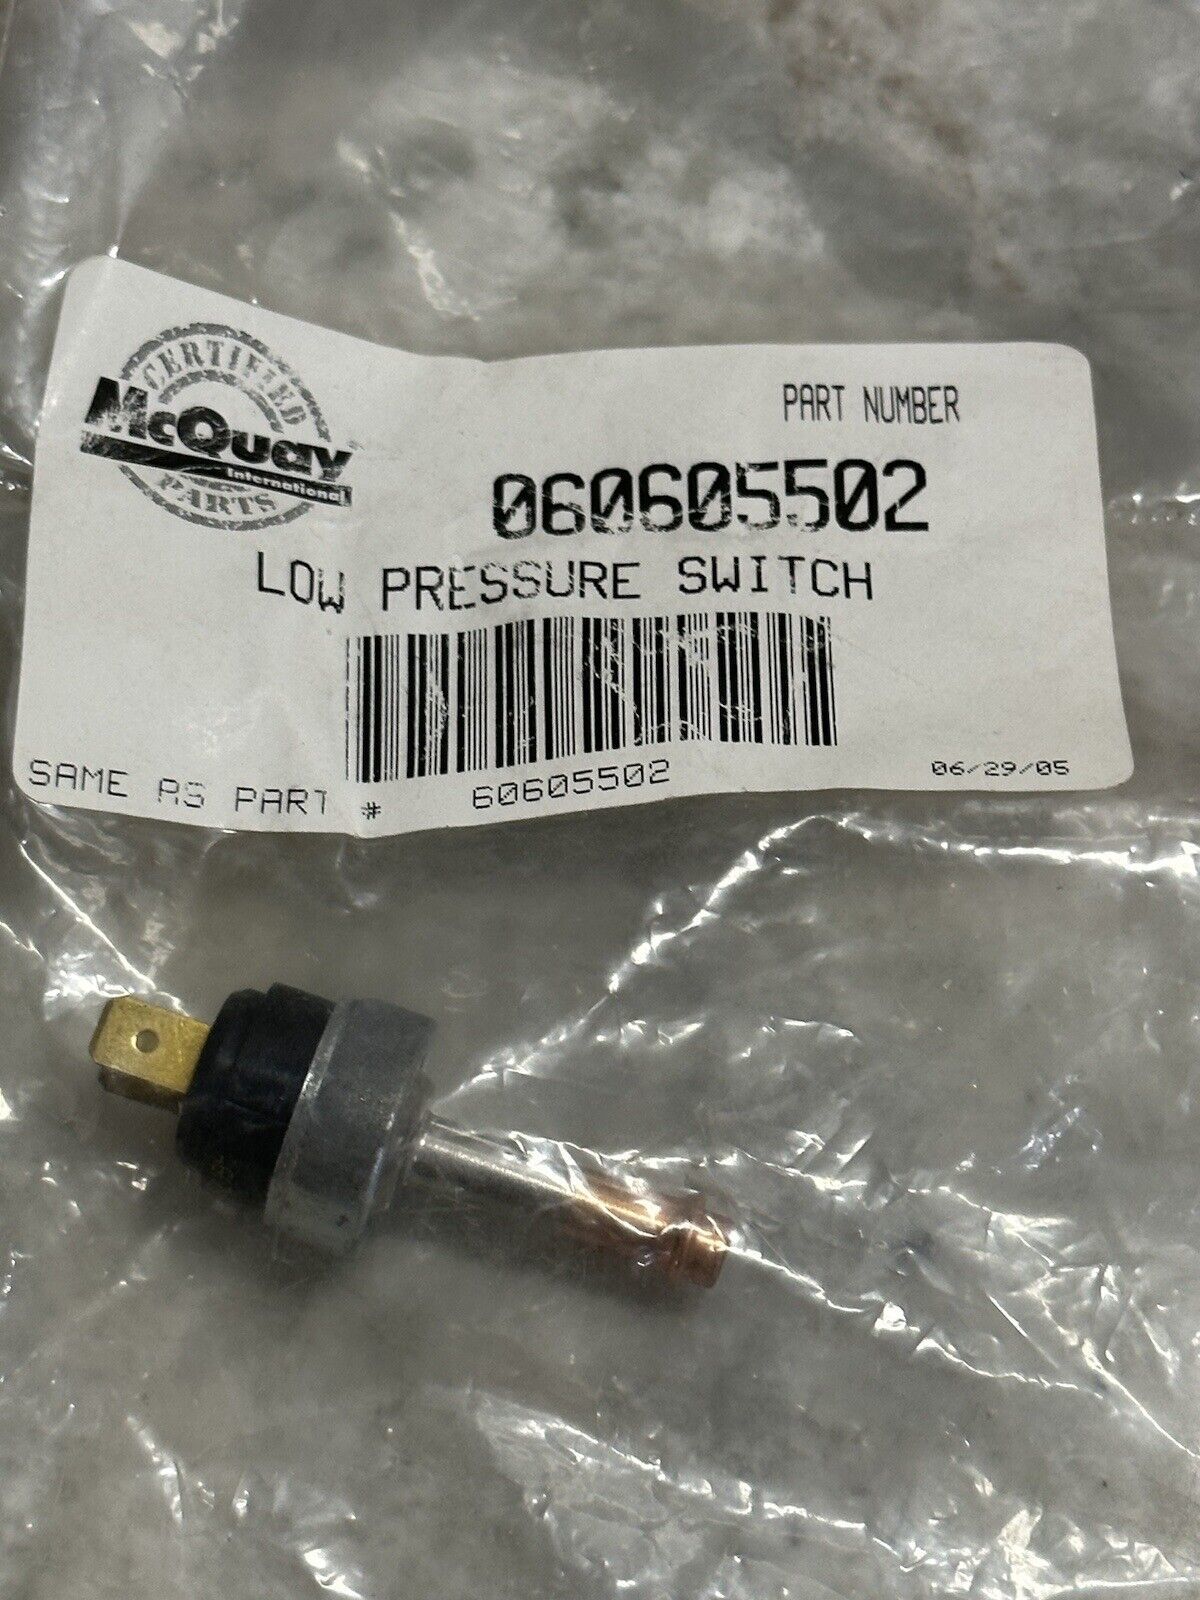 CERTIFIED
McQuay
International
PARTS
PART NUMBER
060605502
LOW PRESSURE SWITCH
SAME AS PART # 60605502
06/29/05